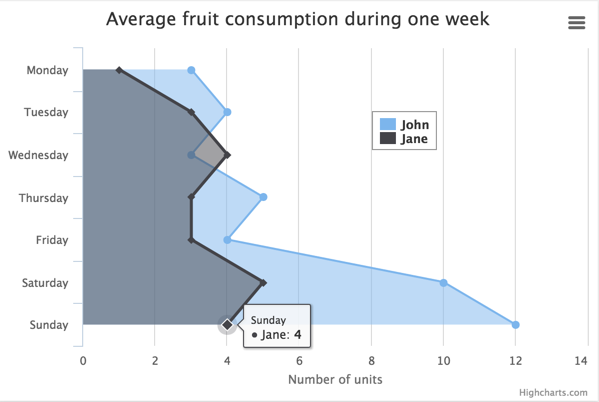 Average fruit consumption during one week
Monday
Tuesday
Wednesday
Thursday
Friday
Saturday
Sunday
John
Jane
Sunday
● Jane: 4
0 2 4 6 8 10 12 14
Number of units
Highcharts.com